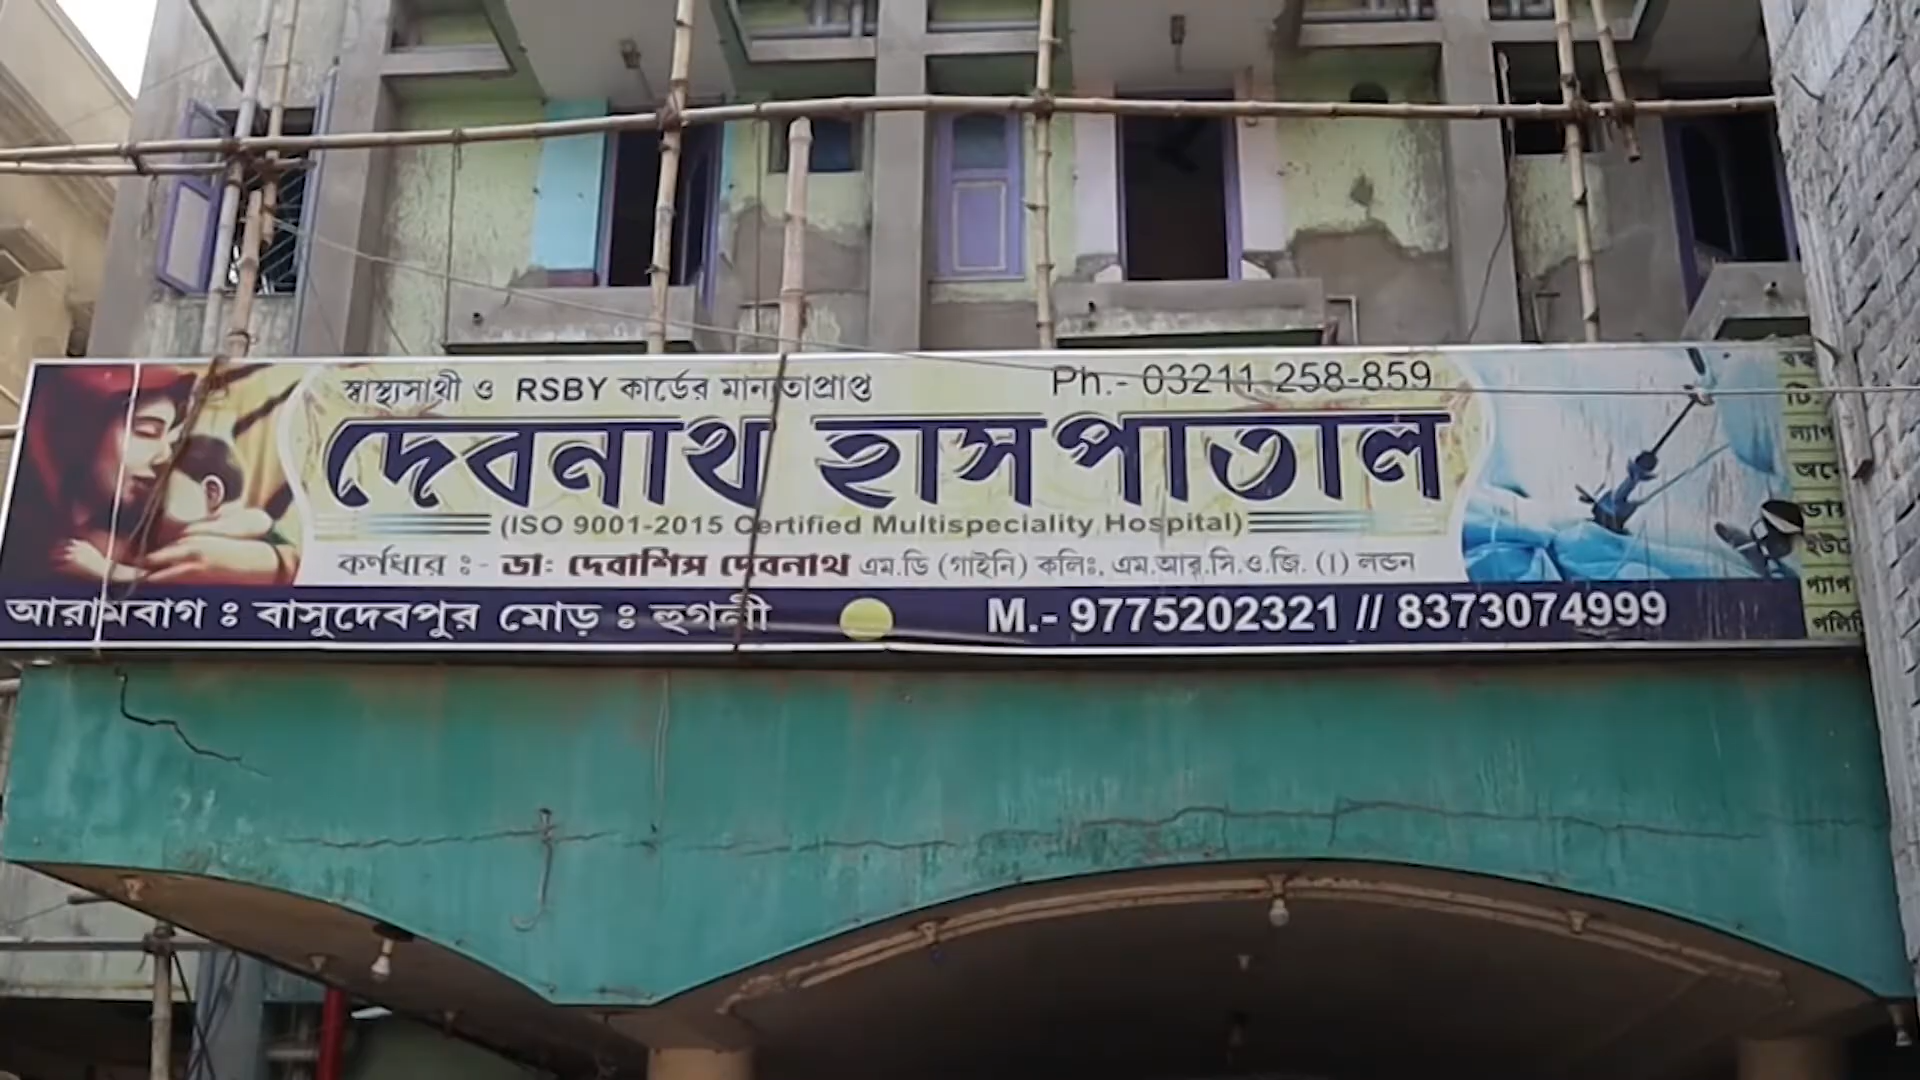 স্বাস্থ্যসাথী ও RSBY কার্ডের মান্যতাপ্রাপ্ত
Ph.- 03211 258-859
দেবনাথ হাসপাতাল
(ISO 9001-2015 Certified Multispeciality Hospital)
কর্ণধার ঃ- ডাঃ দেবাশিস দেবনাথ এম.ডি (গাইনি) কলিঃ, এম.আর.সি.ও.জি. (I) লন্ডন
আরামবাগ ঃ বাসুদেবপুর মোড় ঃ হুগলী
M.- 9775202321 // 8373074999